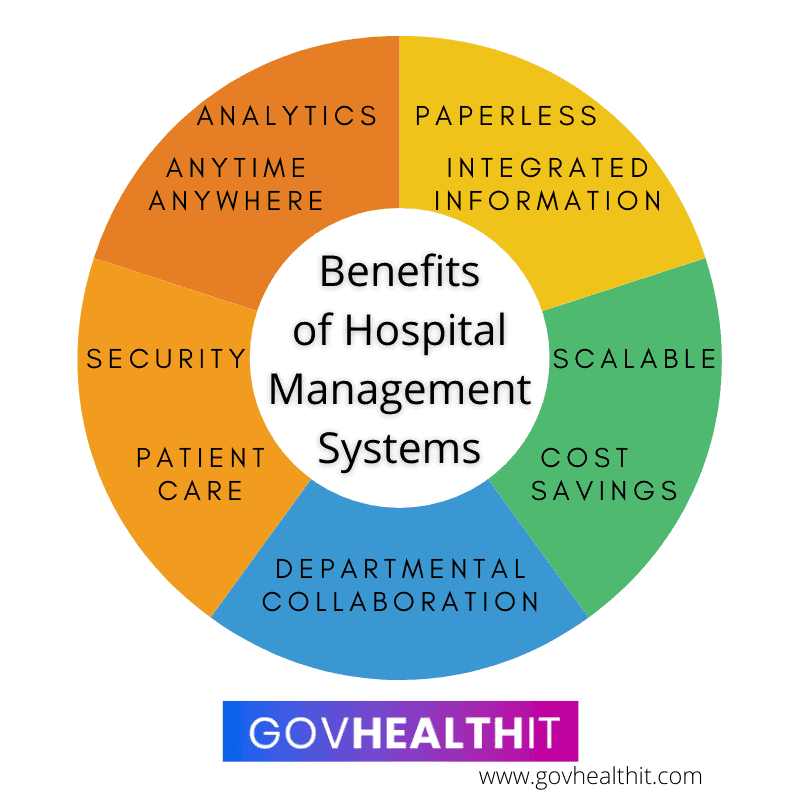 ANALYTICS
ANYTIME
ANYWHERE
PAPERLESS
INTEGRATED
INFORMATION
Benefits
of Hospital
Management
Systems
SECURITY
SCALABLE
PATIENT
CARE
COST
SAVINGS
DEPARTMENTAL
COLLABORATION
GOVHEALTHIT
www.govhealthit.com